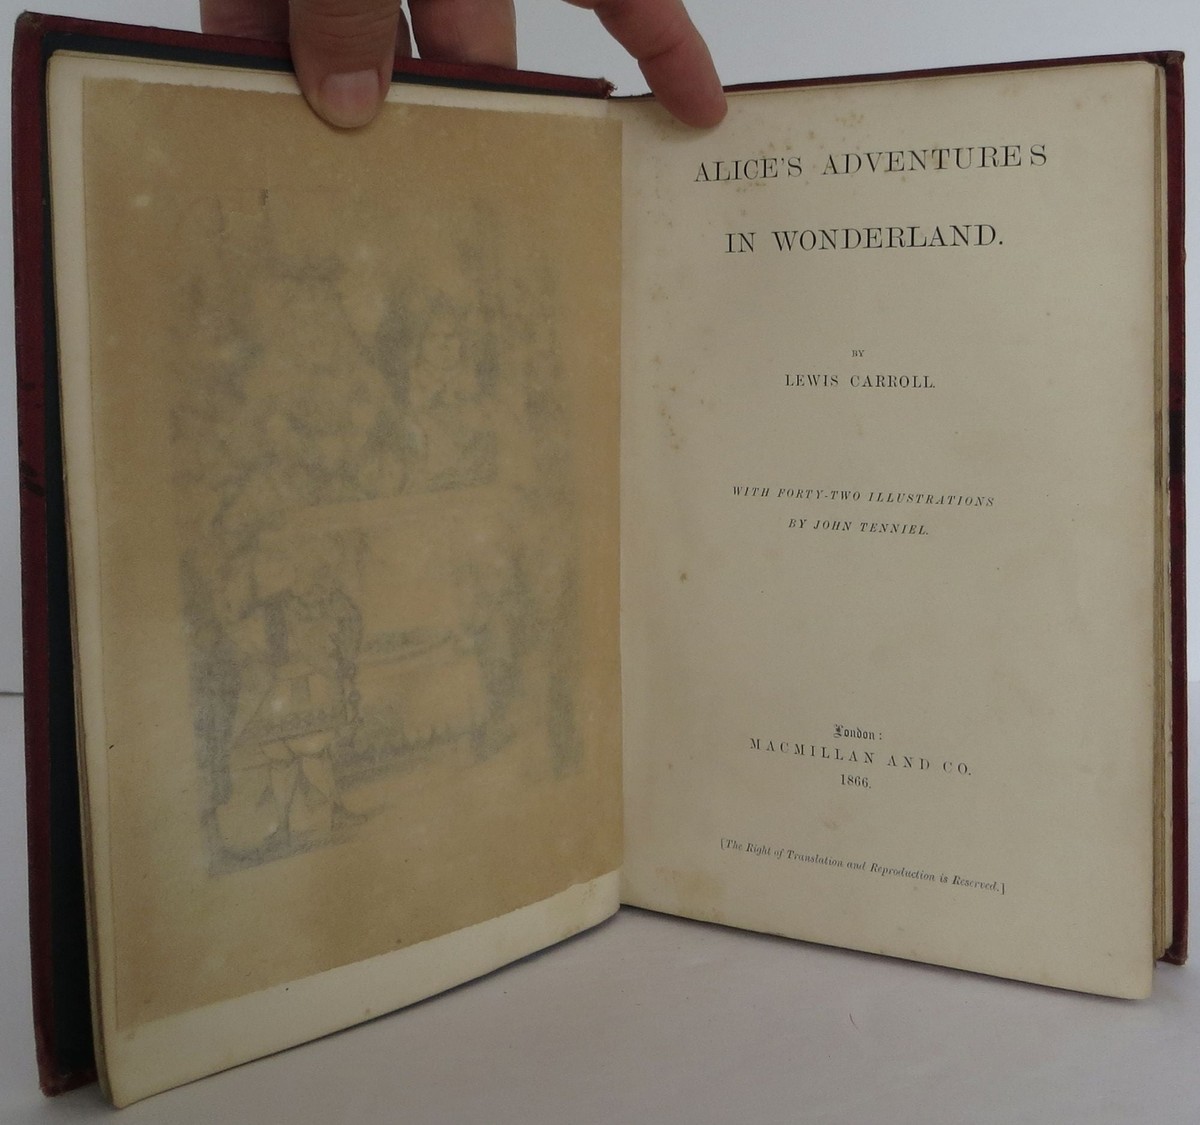 ALICE'S ADVENTURES
IN WONDERLAND.
BY
LEWIS CARROLL.
WITH FORTY-TWO ILLUSTRATIONS
BY JOHN TENNIEL.
London:
MACMILLAN AND CO.
1866.
[The Right of Translation and Reproduction is Reserved.]